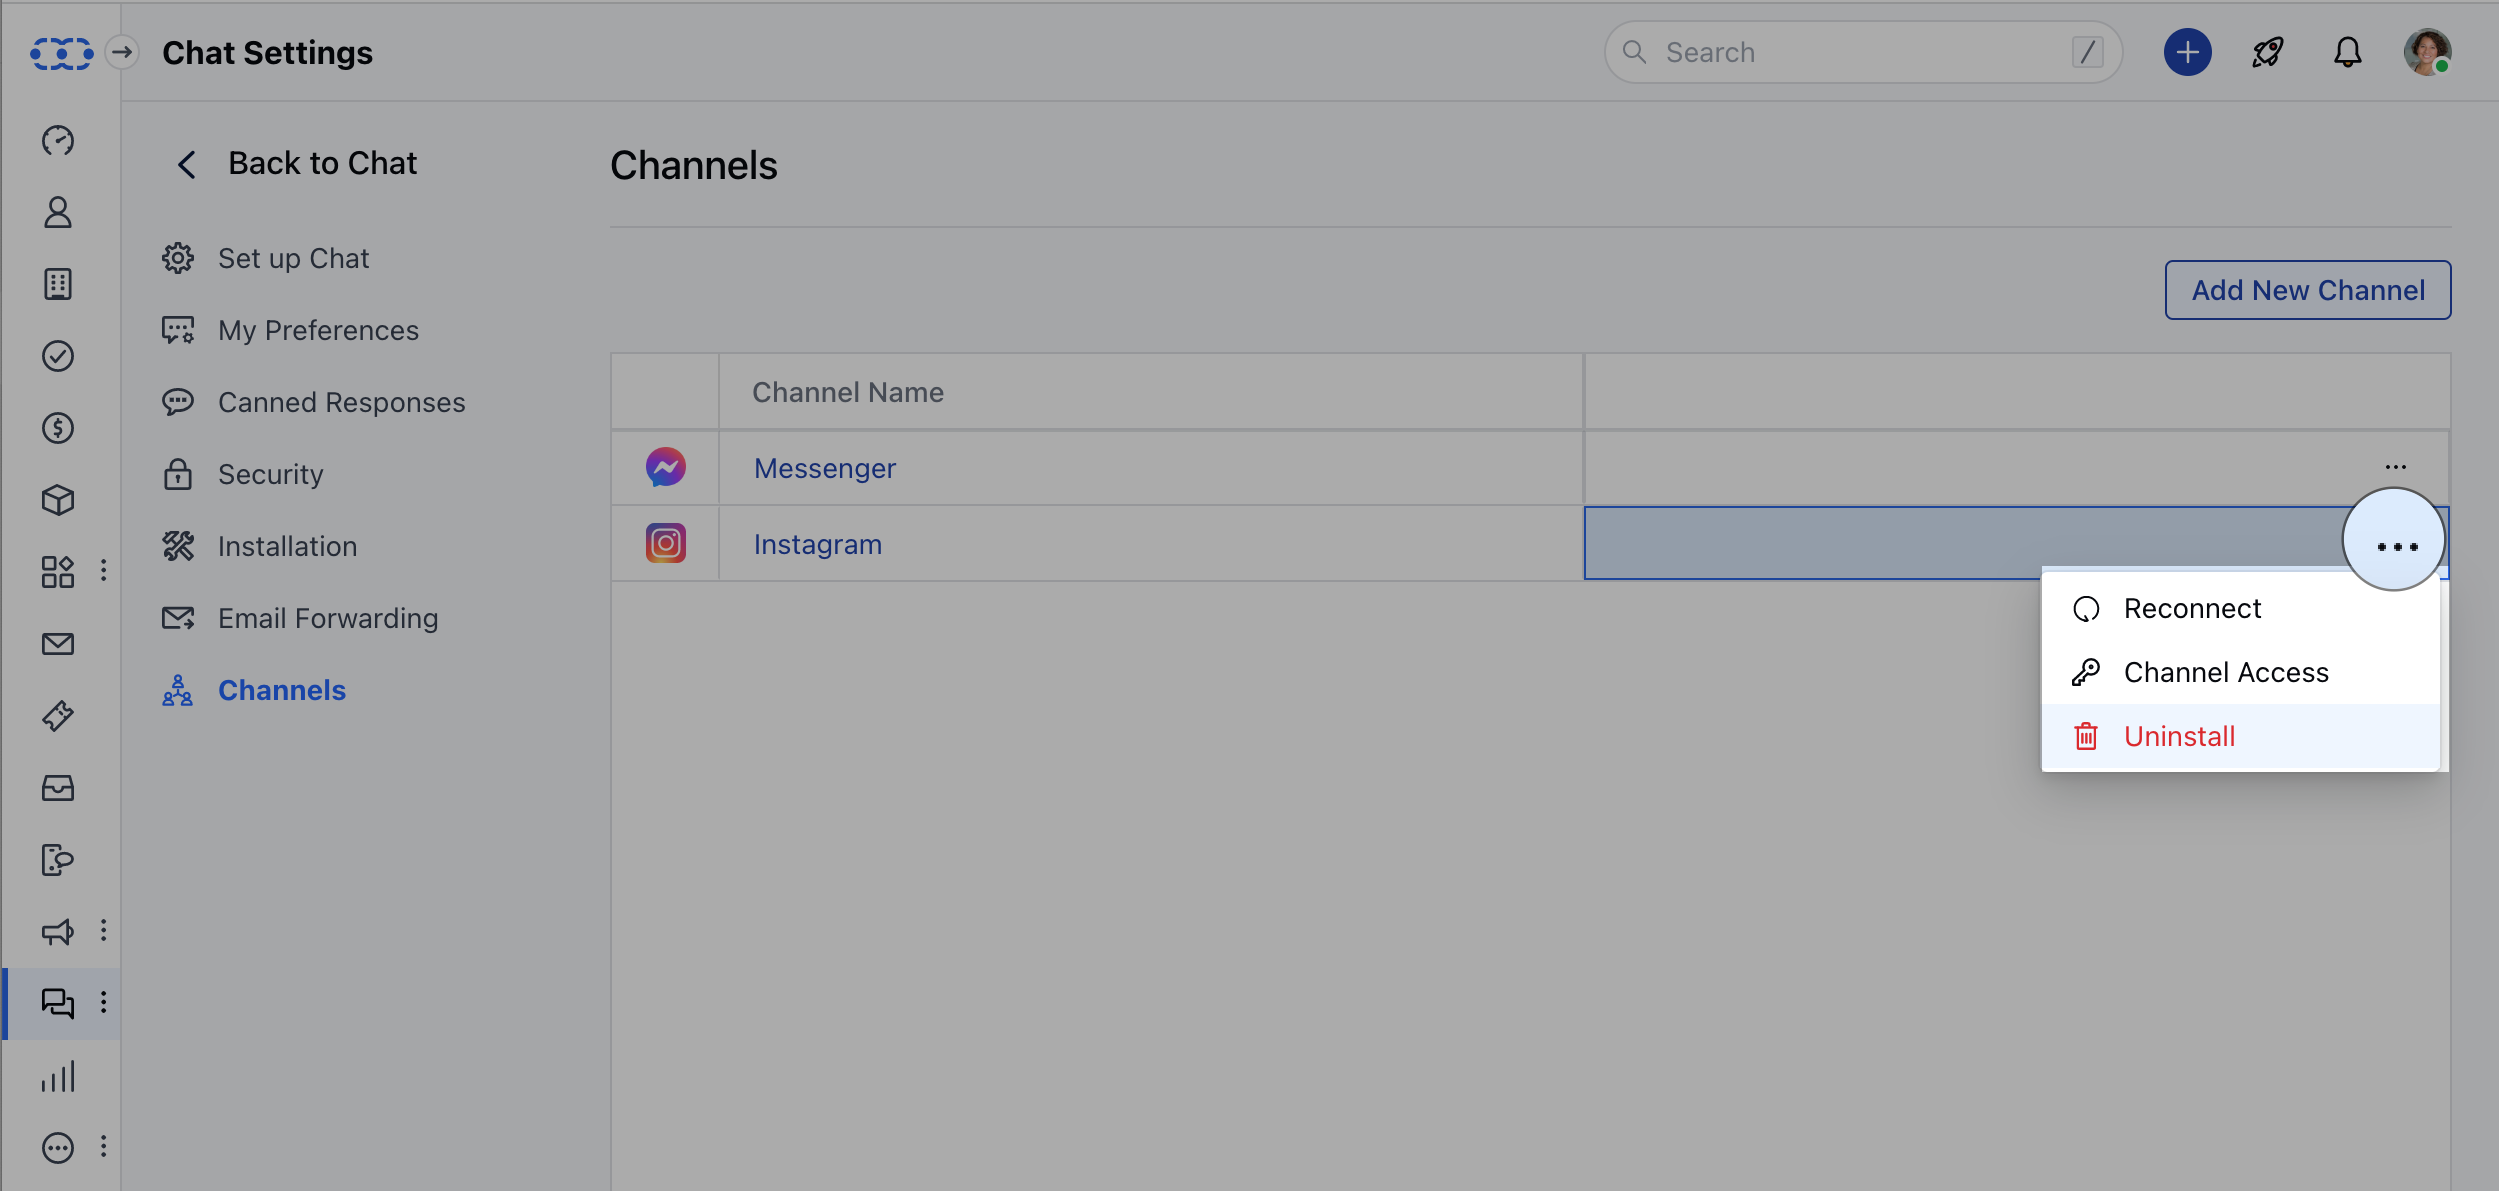 Chat Settings
Search
/
Back to Chat
Set up Chat
My Preferences
Canned Responses
Security
Installation
Email Forwarding
Channels
Channels
Add New Channel
Channel Name
Messenger
Instagram
Reconnect
Channel Access
Uninstall